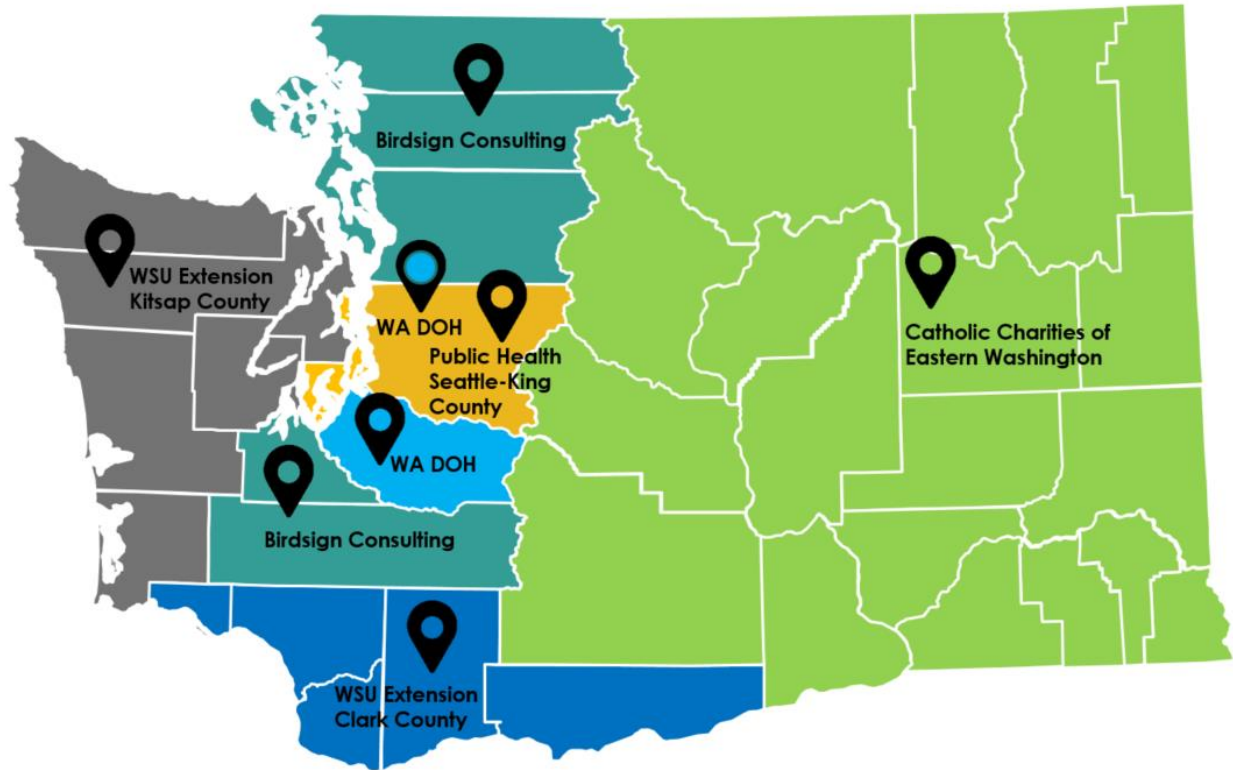 Birdsign Consulting
WSU Extension
Kitsap County
WA DOH
Public Health
Seattle-King
County
Catholic Charities of
Eastern Washington
WA DOH
Birdsign Consulting
WSU Extension
Clark County